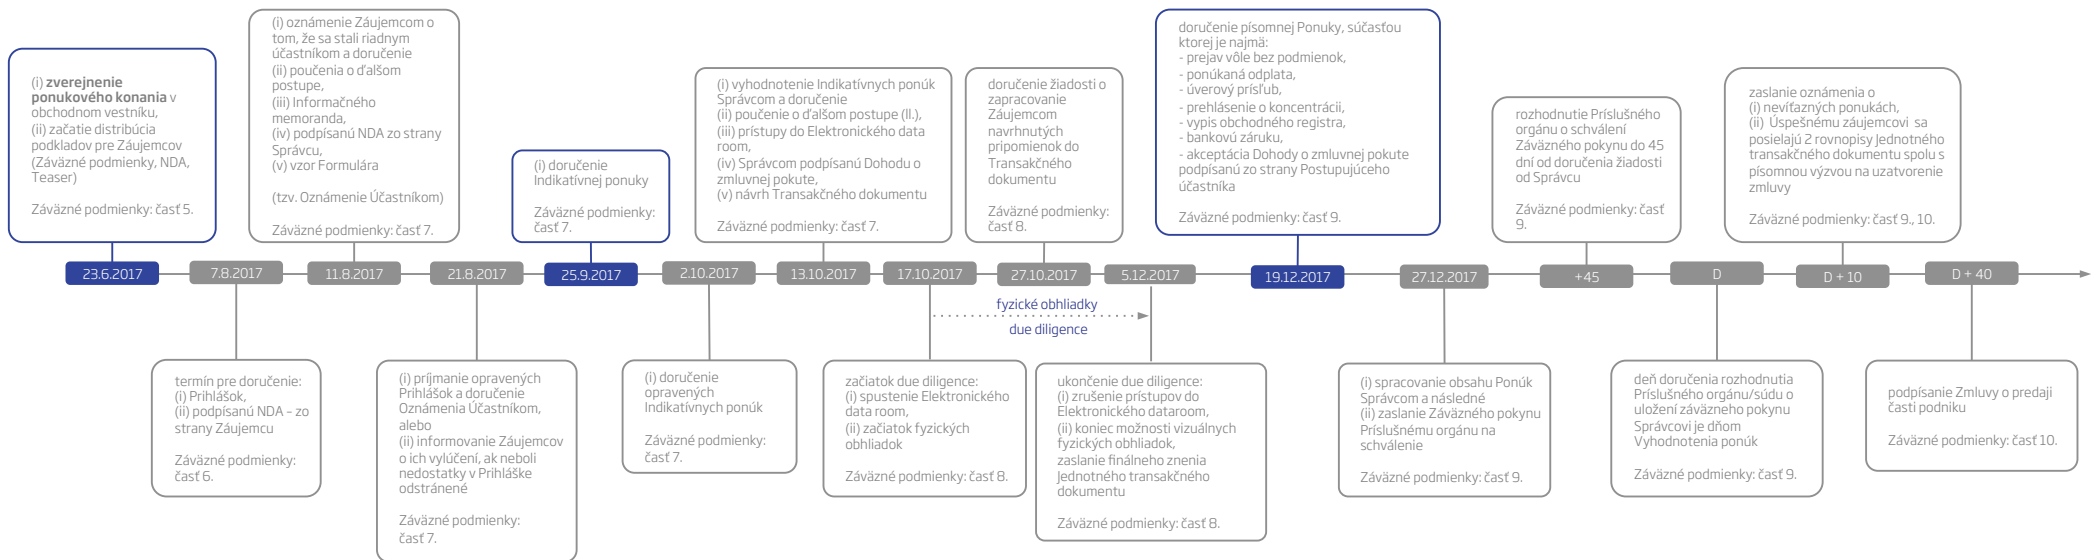 (i) zverejnenie
ponukového konania v
obchodnom vestníku,
(ii) začatie distribúcia
podkladov pre Záujemcov
(Záväzné podmienky, NDA,
Teaser)
Záväzné podmienky: časť 5.
(i) oznámenie Záujemcom o
tom, že sa stali riadnym
účastníkom a doručenie
(ii) poučenia o ďalšom
postupe,
(iii) Informačného
memoranda,
(iv) podpísanú NDA zo strany
Správcu,
(v) vzor Formulára
(tzv. Oznámenie Účastníkom)
Záväzné podmienky: časť 7.
(i) doručenie
Indikatívnej ponuky
Záväzné podmienky:
časť 7.
(i) vyhodnotenie Indikatívnych ponúk
Správcom a doručenie
(ii) poučenie o ďalšom postupe (II.),
(iii) prístupy do Elektronického data
room,
(iv) Správcom podpísanú Dohodu o
zmluvnej pokute,
(v) návrh Transakčného dokumentu
Záväzné podmienky: časť 7.
doručenie žiadosti o
zapracovanie
Záujemcom
navrhnutých
pripomienok do
Transakčného
dokumentu
Záväzné podmienky:
časť 8.
doručenie písomnej Ponuky, súčasťou
ktorej je najmä:
- prejav vôle bez podmienok,
- ponúkaná odplata,
- úverový prísľub,
- prehlásenie o koncentrácii,
- vypis obchodného registra,
- bankovú záruku,
- akceptácia Dohody o zmluvnej pokute
podpísanú zo strany Postupujúceho
účastníka
Záväzné podmienky: časť 9.
rozhodnutie Príslušného
orgánu o schválení
Záväzného pokynu do 45
dní od doručenia žiadosti
od Správcu
Záväzné podmienky: časť
9.
zaslanie oznámenia o
(i) nevíťazných ponukách,
(ii) Úspešnému záujemcovi sa
posielajú 2 rovnopisy Jednotného
transakčného dokumentu spolu s
písomnou výzvou na uzatvorenie
zmluvy
Záväzné podmienky: časť 9., 10.
23.6.2017
7.8.2017
11.8.2017
21.8.2017
25.9.2017
2.10.2017
13.10.2017
17.10.2017
27.10.2017
5.12.2017
19.12.2017
27.12.2017
+45
D
D + 10
D + 40
fyzické obhliadky
due diligence
termín pre doručenie:
(i) Prihlášok,
(ii) podpísanú NDA – zo
strany Záujemcu
Záväzné podmienky:
časť 6.
(i) príjmanie opravených
Prihlášok a doručenie
Oznámenia Účastníkom,
alebo
(ii) informovanie Záujemcov
o ich vylúčení, ak neboli
nedostatky v Prihláške
odstránené
Záväzné podmienky:
časť 7.
(i) doručenie
opravených
Indikatívnych ponúk
Záväzné podmienky:
časť 7.
začiatok due diligence:
(i) spustenie Elektronického
data room,
(ii) začiatok fyzických
obhliadok
Záväzné podmienky: časť 8.
ukončenie due diligence:
(i) zrušenie prístupov do
Elektronického dataroom,
(ii) koniec možnosti vizuálnych
fyzických obhliadok,
zaslanie finálneho znenia
Jednotného transakčného
dokumentu
Záväzné podmienky: časť 8.
(i) spracovanie obsahu Ponúk
Správcom a následné
(ii) zaslanie Záväzného pokynu
Príslušnému orgánu na
schválenie
Záväzné podmienky: časť 9.
deň doručenia rozhodnutia
Príslušného orgánu/súdu o
uložení záväzneho pokynu
Správcovi je dňom
Vyhodnotenia ponúk
Záväzné podmienky: časť 9.
podpísanie Zmluvy o predaji
časti podniku
Záväzné podmienky: časť 10.